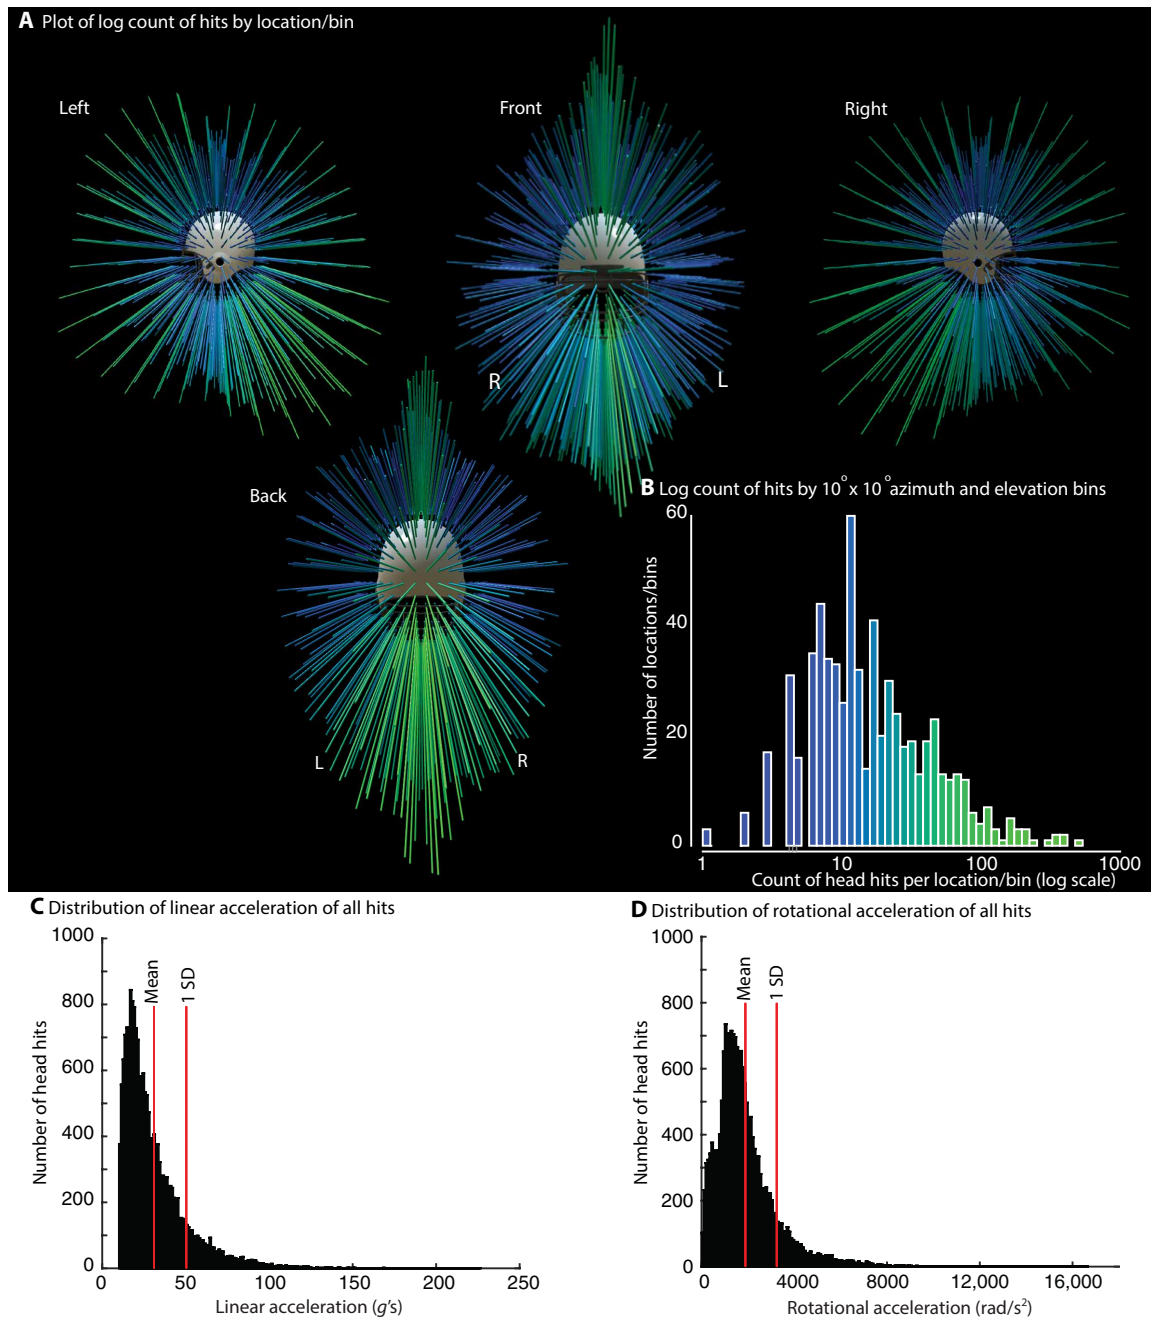 A Plot of log count of hits by location/bin
Left
Front
Right
R
L
Back
L
R
B Log count of hits by 10° x 10° azimuth and elevation bins
Number of locations/bins
60
40
20
0
1
10
100
1000
Count of head hits per location/bin (log scale)
C Distribution of linear acceleration of all hits
Number of head hits
1000
800
600
400
200
0
Mean
1 SD
0
50
100
150
200
250
Linear acceleration (g's)
D Distribution of rotational acceleration of all hits
Number of head hits
1000
800
600
400
200
0
Mean
1 SD
0
4000
8000
12,000
16,000
Rotational acceleration (rad/s²)